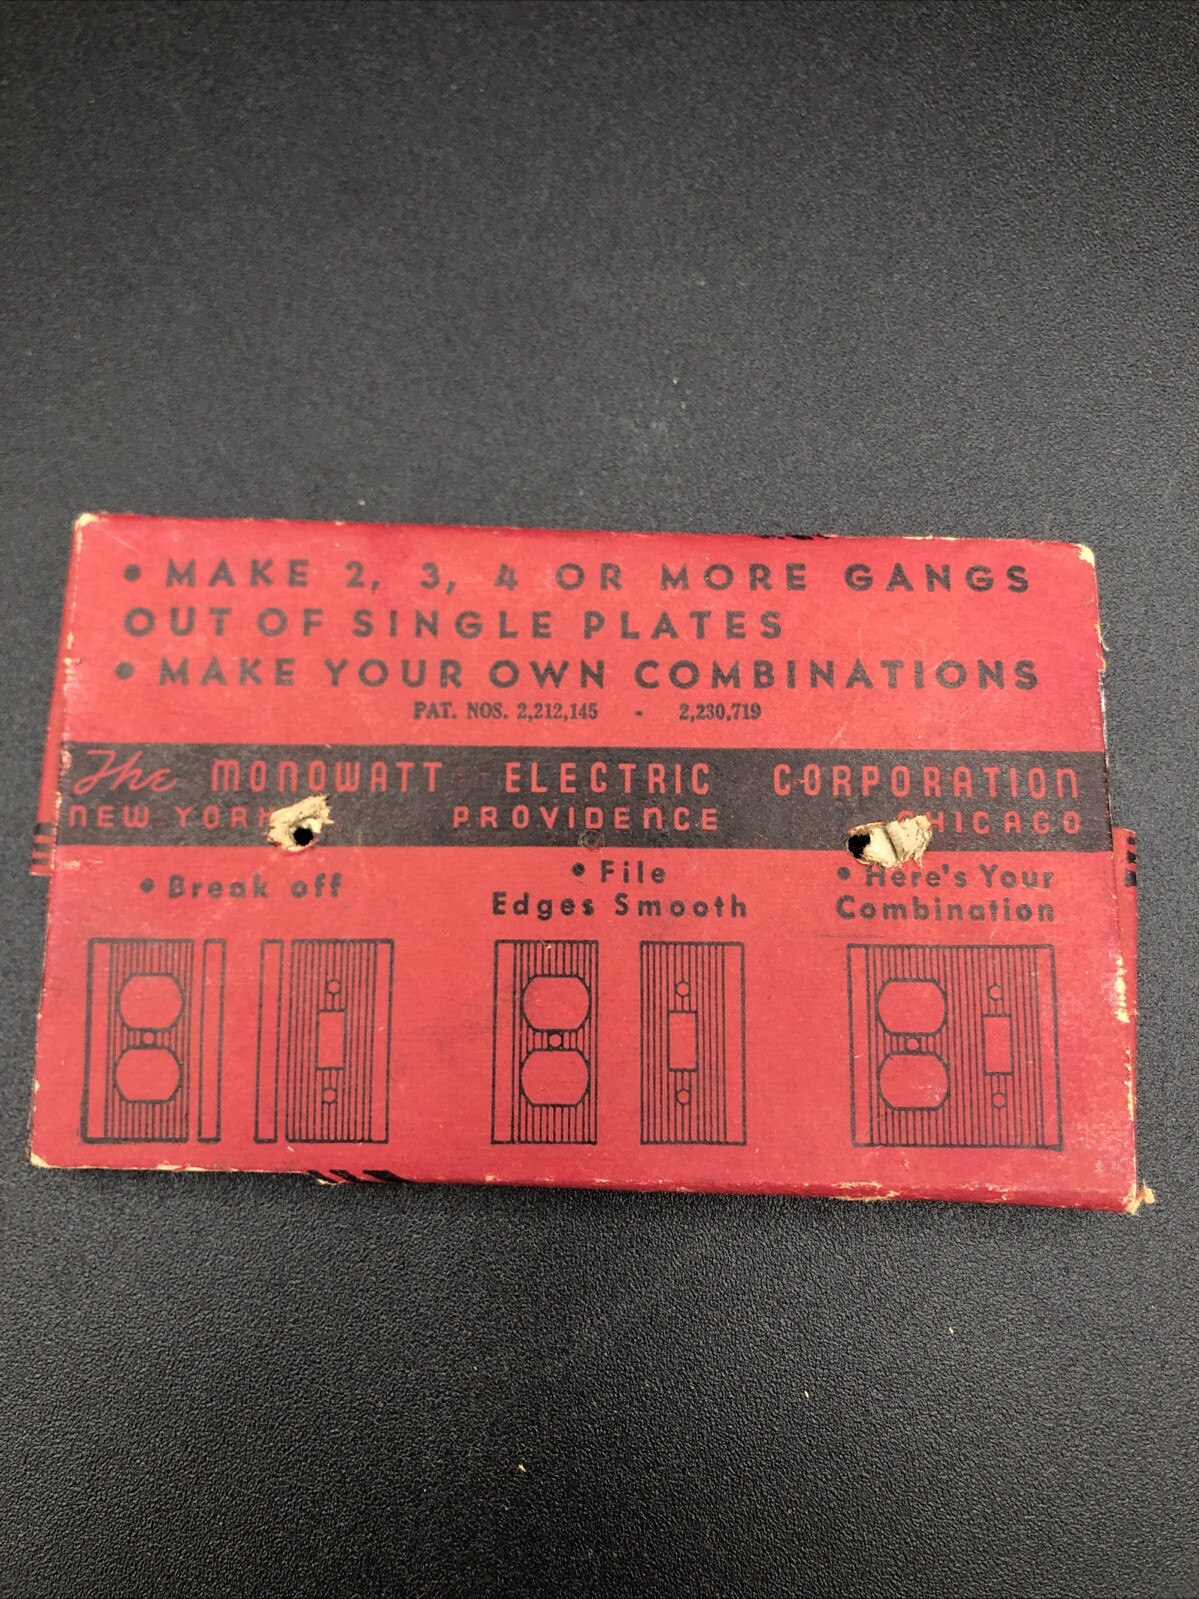 • MAKE 2, 3, 4 OR MORE GANGS
OUT OF SINGLE PLATES
• MAKE YOUR OWN COMBINATIONS
PAT. NOS. 2,212,145 - 2,230,719
The MONOWATT ELECTRIC CORPORATION
NEW YORK PROVIDENCE CHICAGO
• Break off
• File
Edges Smooth
• Here's Your
Combination